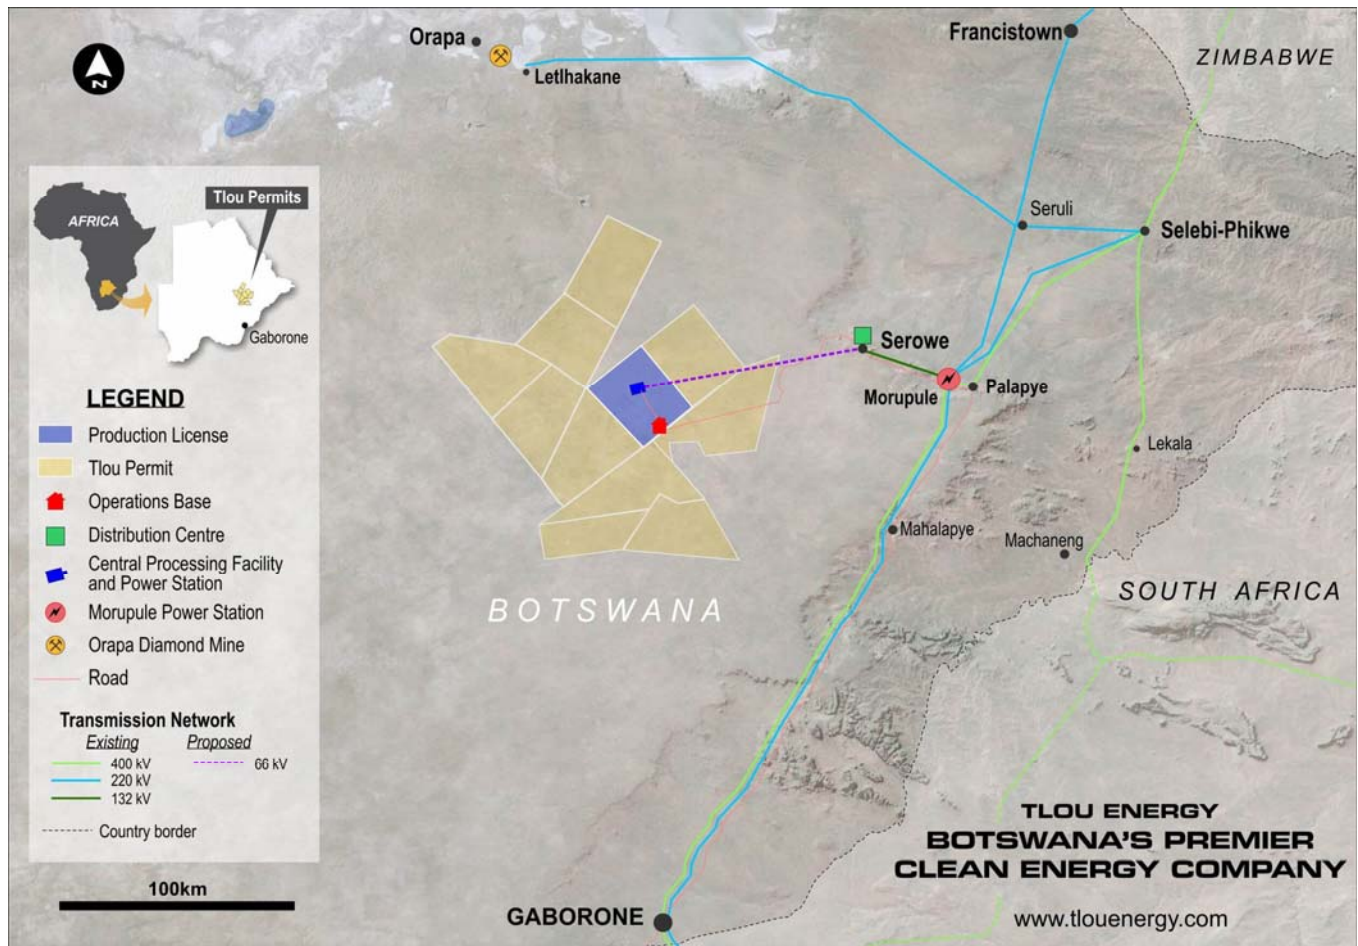 Orapa
Letlhakane
Francistown
ZIMBABWE
Tlou Permits
AFRICA
Gaborone
Seruli
Selebi-Phikwe
Serowe
Morupule
Palapye
Lekala
Mahalapye
Machaneng
BOTSWANA
SOUTH AFRICA
GABORONE
N
LEGEND
Production License
Tlou Permit
Operations Base
Distribution Centre
Central Processing Facility
and Power Station
Morupule Power Station
Orapa Diamond Mine
Road
Transmission Network
Existing Proposed
400 kV 66 kV
220 kV
132 kV
Country border
100km
TLOU ENERGY
BOTSWANA'S PREMIER
CLEAN ENERGY COMPANY
www.tlouenergy.com